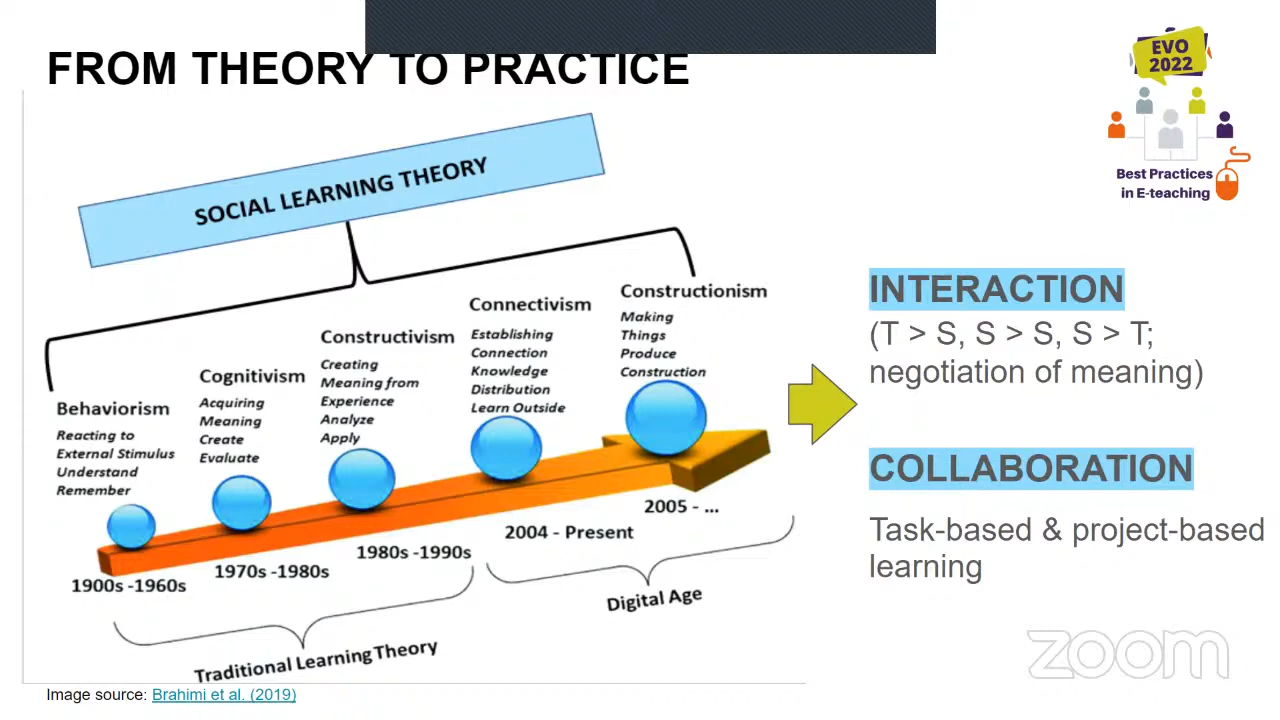 FROM THEORY TO PRACTICE
EVO
2022
Best Practices
in E-teaching
SOCIAL LEARNING THEORY
Behaviorism
Reacting to
External Stimulus
Understand
Remember
Cognitivism
Acquiring
Meaning
Create
Evaluate
Constructivism
Creating
Meaning from
Experience
Analyze
Apply
Connectivism
Establishing
Connection
Knowledge
Distribution
Learn Outside
Constructionism
Making
Things
Produce
Construction
1900s -1960s
1970s -1980s
1980s -1990s
2004 - Present
2005 - ...
Traditional Learning Theory
Digital Age
INTERACTION
(T > S, S > S, S > T;
negotiation of meaning)
COLLABORATION
Task-based & project-based
learning
zoom
Image source: Brahimi et al. (2019)